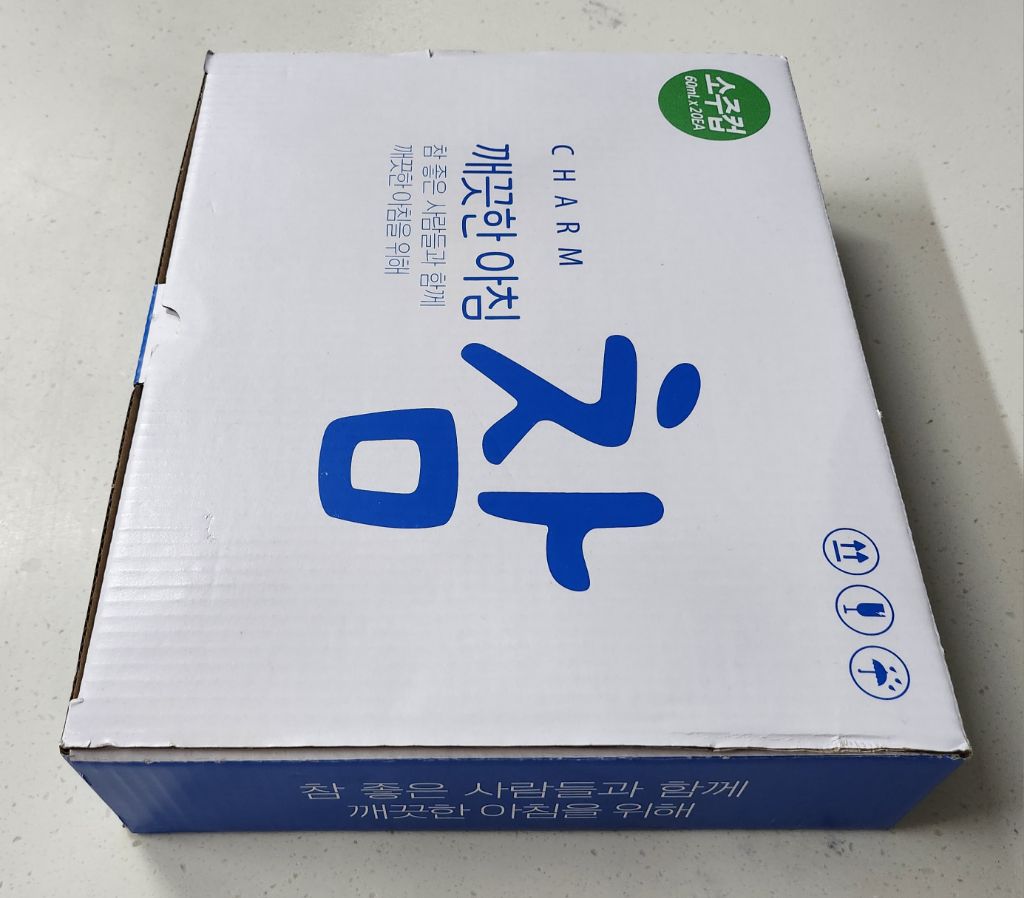 소주컵
60mL x 20EA
CHARM
깨끗한 아침
참 좋은 사람들과 함께
깨끗한 아침을 위해
참
참 좋은 사람들과 함께
깨끗한 아침을 위해